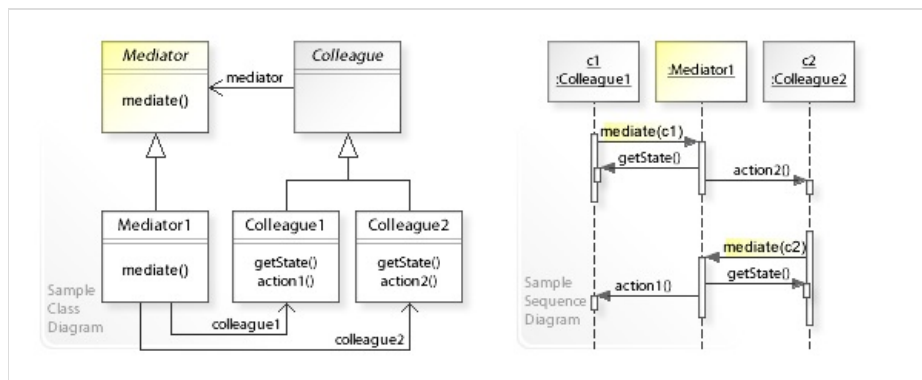 Mediator
mediate()
mediator
Colleague
Mediator1
mediate()
Colleague1
getState()
action1()
Colleague2
getState()
action2()
colleague1
colleague2
Sample
Class
Diagram
c1
:Colleague1
:Mediator1
c2
:Colleague2
mediate(c1)
getState()
action2()
mediate(c2)
getState()
action1()
Sample
Sequence
Diagram